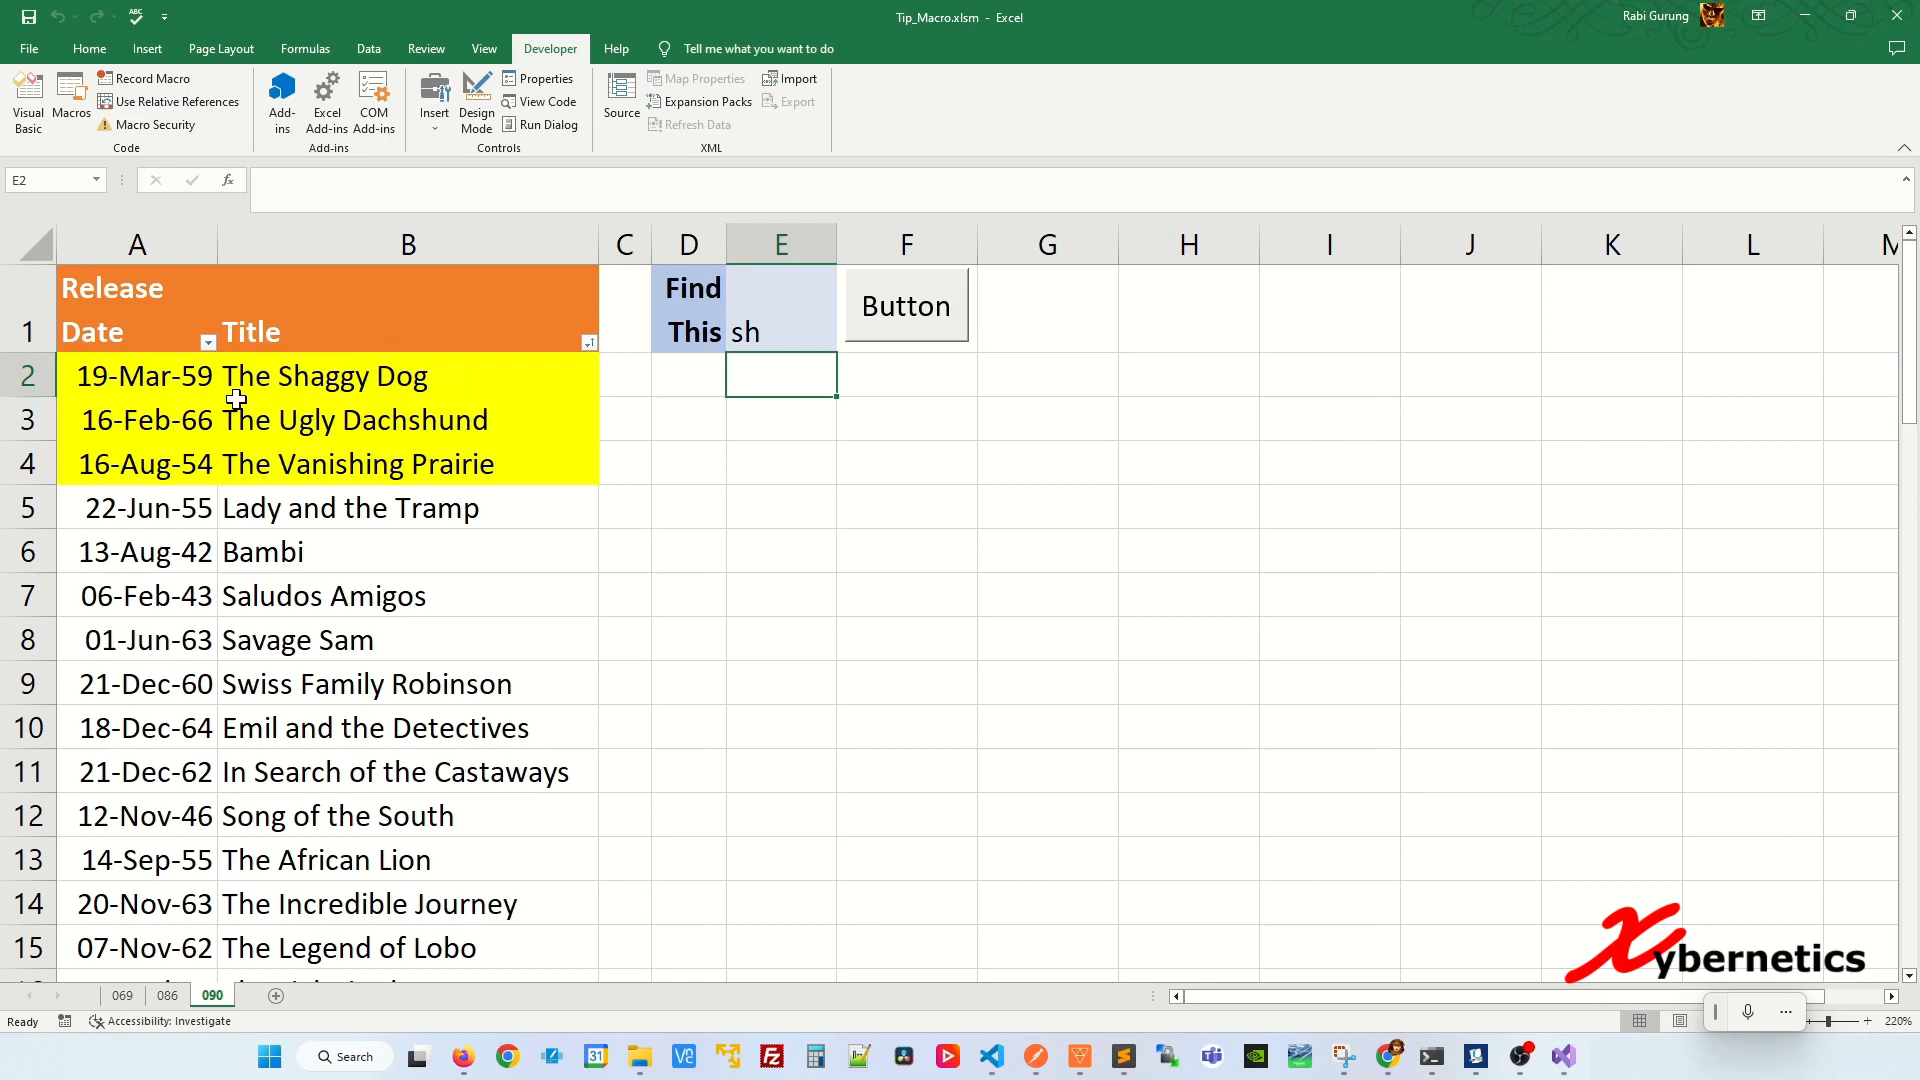 Tip_Macro.xlsm - Excel
Rabi Gurung
File Home Insert Page Layout Formulas Data Review View Developer Help Tell me what you want to do
Visual Basic
Macros
Record Macro
Use Relative References
Macro Security
Code
Add-ins
Excel Add-ins
COM Add-ins
Add-ins
Insert
Design Mode
Properties
View Code
Run Dialog
Controls
Source
Map Properties
Expansion Packs
Refresh Data
Import
Export
XML
E2
fx
A B C D E F G H I J K L M
1 Release Date Title Find This sh Button
2 19-Mar-59 The Shaggy Dog
3 16-Feb-66 The Ugly Dachshund
4 16-Aug-54 The Vanishing Prairie
5 22-Jun-55 Lady and the Tramp
6 13-Aug-42 Bambi
7 06-Feb-43 Saludos Amigos
8 01-Jun-63 Savage Sam
9 21-Dec-60 Swiss Family Robinson
10 18-Dec-64 Emil and the Detectives
11 21-Dec-62 In Search of the Castaways
12 12-Nov-46 Song of the South
13 14-Sep-55 The African Lion
14 20-Nov-63 The Incredible Journey
15 07-Nov-62 The Legend of Lobo
Xybernetics
069 086 090
Ready Accessibility: Investigate 220%
Search